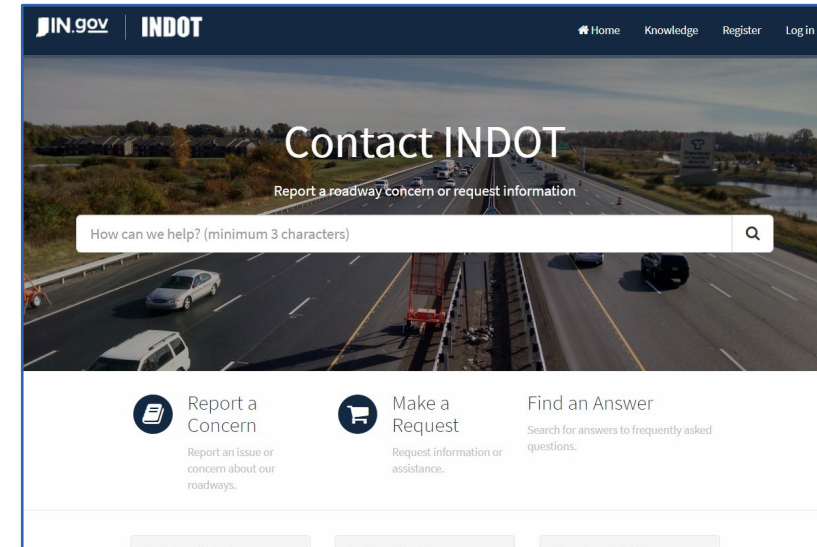 IN.gov | INDOT
Home Knowledge Register Log in
Contact INDOT
Report a roadway concern or request information
How can we help? (minimum 3 characters)
Report a
Concern
Report an issue or
concern about our
roadways.
Make a
Request
Request information or
assistance.
Find an Answer
Search for answers to frequently asked
questions.